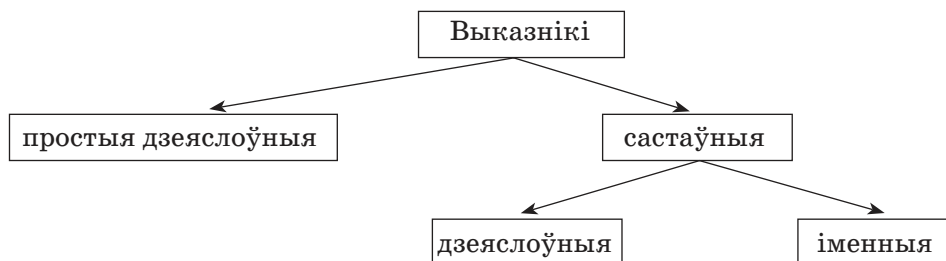 Выказнікі
простыя дзеяслоўныя
састаўныя
дзеяслоўныя
іменныя